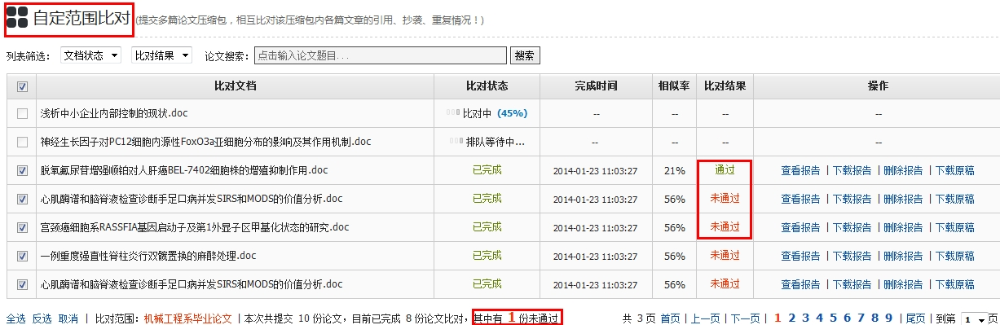 自定范围比对 (提交多篇论文压缩包，相互比对该压缩包内各篇文章的引用、抄袭、重复情况！)
列表筛选： 文档状态 比对结果 论文搜索： 点击输入论文题目... 搜索
比对文档 比对状态 完成时间 相似率 比对结果 操作
浅析中小企业内部控制的现状.doc 比对中 (45%) -- -- -- --
神经生长因子对PC12细胞内源性FoxO3a亚细胞分布的影响及其作用机制.doc 排队等待中... -- -- -- --
脱氧氟尿苷增强顺铂对人肝癌BEL-7402细胞株的增殖抑制作用.doc 已完成 2014-01-23 11:03:27 21% 通过 查看报告 | 下载报告 | 删除报告 | 下载原稿
心肌酶谱和脑脊液检查诊断手足口病并发SIRS和MODS的价值分析.doc 已完成 2014-01-23 11:03:27 56% 未通过 查看报告 | 下载报告 | 删除报告 | 下载原稿
宫颈癌细胞系RASSFIA基因启动子及第1外显子区甲基化状态的研究.doc 已完成 2014-01-23 11:03:27 56% 未通过 查看报告 | 下载报告 | 删除报告 | 下载原稿
一例重度强直性脊柱炎行双髋置换的麻醉处理.doc 已完成 2014-01-23 11:03:27 56% 未通过 查看报告 | 下载报告 | 删除报告 | 下载原稿
心肌酶谱和脑脊液检查诊断手足口病并发SIRS和MODS的价值分析.doc 已完成 2014-01-23 11:03:27 56% 未通过 查看报告 | 下载报告 | 删除报告 | 下载原稿
全选 反选 取消 | 比对范围：机械工程系毕业论文 | 本次共提交 10 份论文，目前已完成 8 份论文比对，其中有 1 份未通过 共 3 页 首页 | 上一页 | 下一页 | 1 2 3 4 5 6 7 8 9 | 尾页 | 到第 1 页